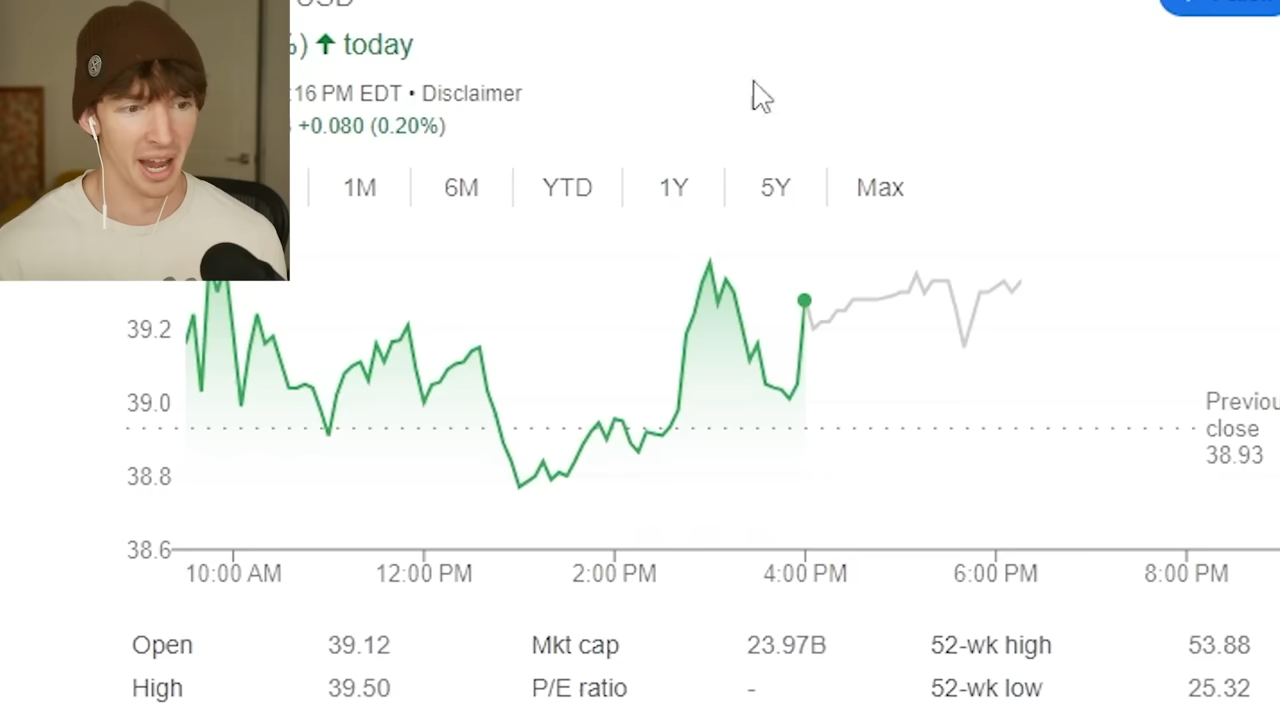 USD
%) ↑ today
:16 PM EDT • Disclaimer
+0.080 (0.20%)
1M 6M YTD 1Y 5Y Max
39.2
39.0
38.8
38.6
Previou
close
38.93
10:00 AM 12:00 PM 2:00 PM 4:00 PM 6:00 PM 8:00 PM
Open 39.12 Mkt cap 23.97B 52-wk high 53.88
High 39.50 P/E ratio - 52-wk low 25.32